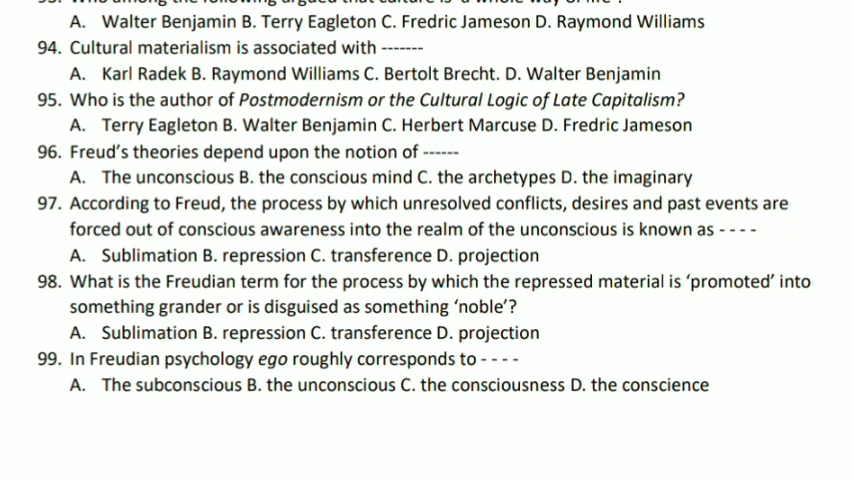 A. Walter Benjamin B. Terry Eagleton C. Fredric Jameson D. Raymond Williams
94. Cultural materialism is associated with -------
A. Karl Radek B. Raymond Williams C. Bertolt Brecht. D. Walter Benjamin
95. Who is the author of Postmodernism or the Cultural Logic of Late Capitalism?
A. Terry Eagleton B. Walter Benjamin C. Herbert Marcuse D. Fredric Jameson
96. Freud's theories depend upon the notion of ------
A. The unconscious B. the conscious mind C. the archetypes D. the imaginary
97. According to Freud, the process by which unresolved conflicts, desires and past events are
forced out of conscious awareness into the realm of the unconscious is known as - - - -
A. Sublimation B. repression C. transference D. projection
98. What is the Freudian term for the process by which the repressed material is ‘promoted’ into
something grander or is disguised as something ‘noble’?
A. Sublimation B. repression C. transference D. projection
99. In Freudian psychology ego roughly corresponds to - - - -
A. The subconscious B. the unconscious C. the consciousness D. the conscience